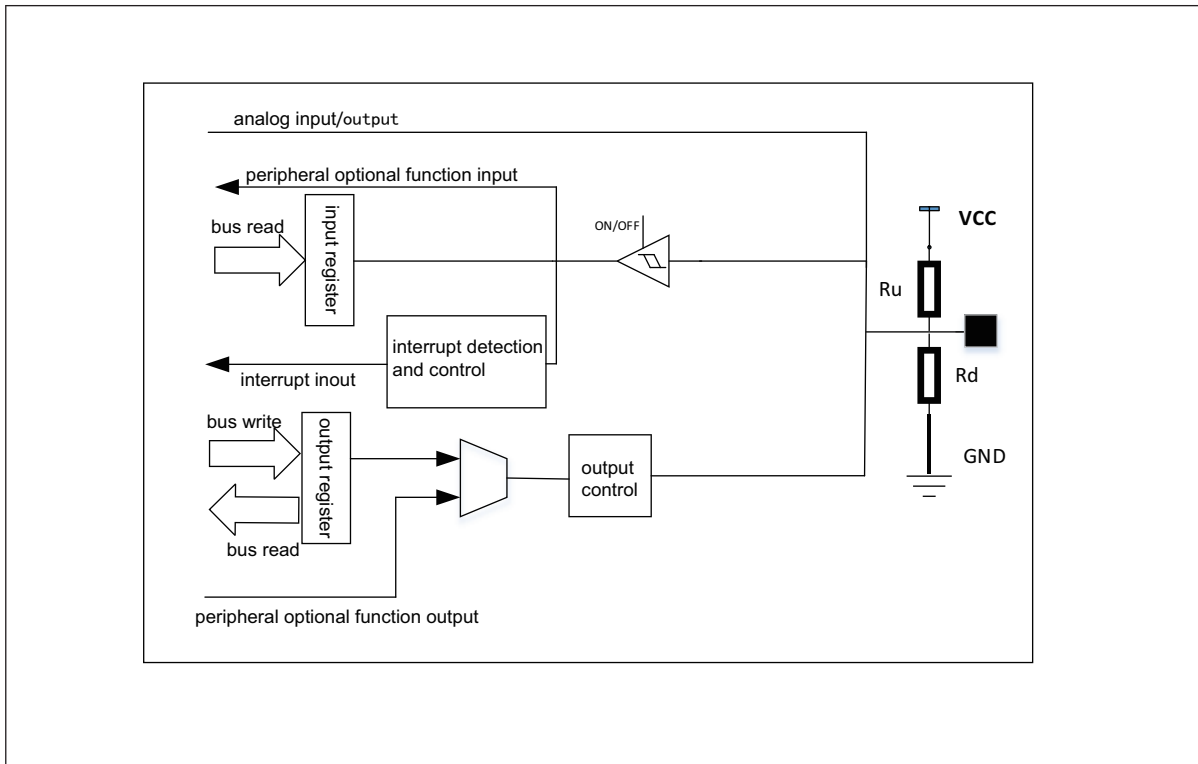 analog input/output
peripheral optional function input
bus read
input register
ON/OFF
VCC
Ru
interrupt detection
and control
interrupt inout
Rd
bus write
output register
output
control
GND
bus read
peripheral optional function output